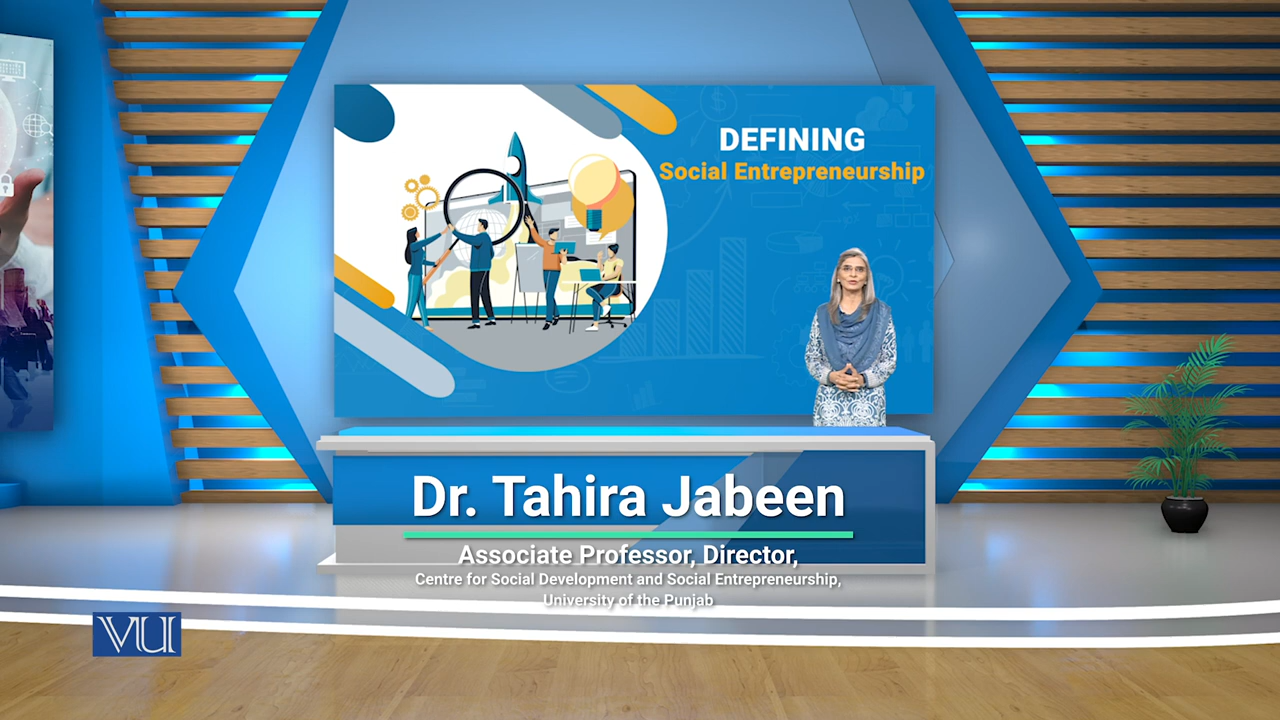 DEFINING
Social Entrepreneurship
Dr. Tahira Jabeen
Associate Professor, Director,
Centre for Social Development and Social Entrepreneurship,
University of the Punjab
VU